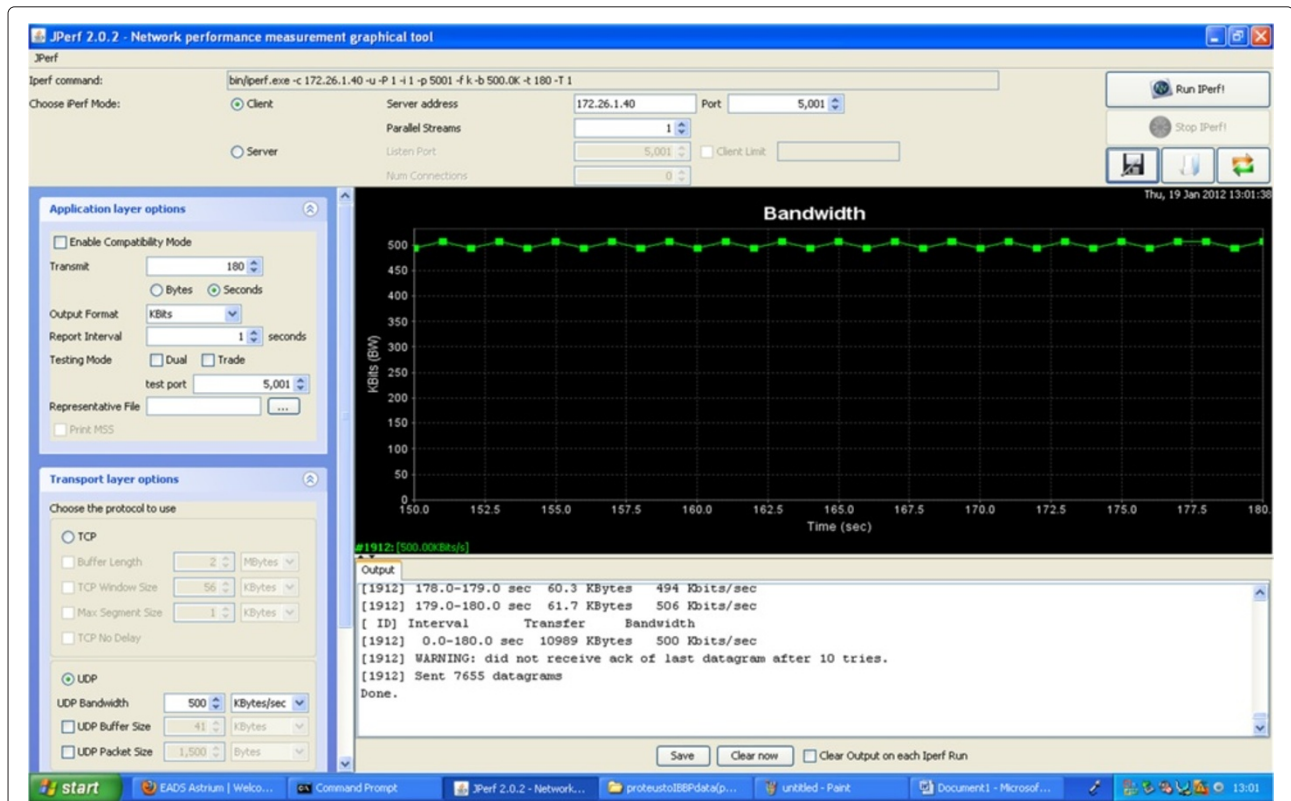 JPerf 2.0.2 - Network performance measurement graphical tool
JPerf
Iperf command: bin/iperf.exe -c 172.26.1.40 -u -P 1 -i 1 -p 5001 -f k -b 500.0K -t 180 -T 1
Choose iPerf Mode: Client Server address 172.26.1.40 Port 5,001
Parallel Streams 1
Server Listen Port 5,001 Client Limit
Num Connections 0
Run IPerf!
Stop IPerf!
Thu, 19 Jan 2012 13:01:38
Application layer options
Enable Compatibility Mode
Transmit 180
Bytes Seconds
Output Format KBits
Report Interval 1 seconds
Testing Mode Dual Trade
test port 5,001
Representative File ...
Print MSS
Transport layer options
Choose the protocol to use
TCP
Buffer Length 2 MBytes
TCP Window Size 56 KBytes
Max Segment Size 1 KBytes
TCP No Delay
UDP
UDP Bandwidth 500 KBytes/sec
UDP Buffer Size 41 KBytes
UDP Packet Size 1,500 Bytes
Bandwidth
KBits (BW)
500
450
400
350
300
250
200
150
100
50
0
150.0 152.5 155.0 157.5 160.0 162.5 165.0 167.5 170.0 172.5 175.0 177.5 180.
Time (sec)
#1912: [500.00KBits/s]
Output
[1912] 178.0-179.0 sec 60.3 KBytes 494 Kbits/sec
[1912] 179.0-180.0 sec 61.7 KBytes 506 Kbits/sec
[ ID] Interval Transfer Bandwidth
[1912] 0.0-180.0 sec 10989 KBytes 500 Kbits/sec
[1912] WARNING: did not receive ack of last datagram after 10 tries.
[1912] Sent 7655 datagrams
Done.
Save Clear now Clear Output on each Iperf Run
start EADS Astrium | Welco... Command Prompt JPerf 2.0.2 - Network... proteustoIBBPdata(p... untitled - Paint Document1 - Microsof... 13:01